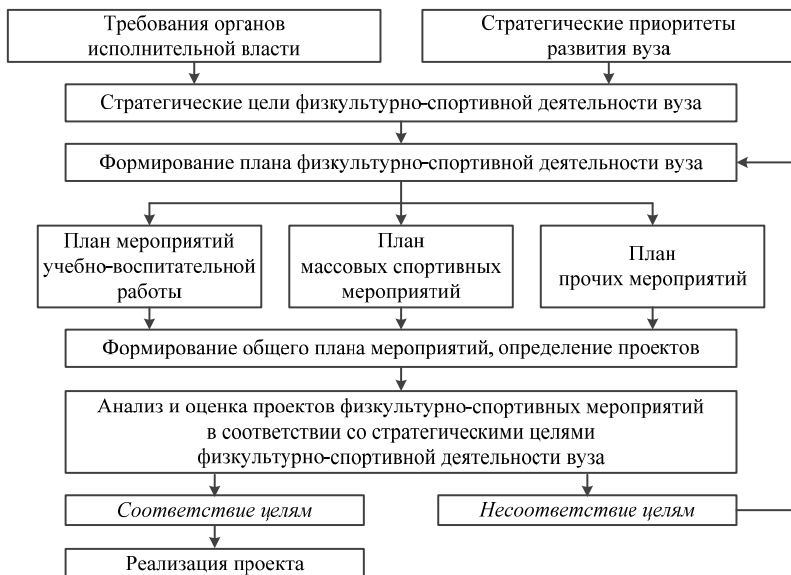 Требования органов
исполнительной власти
Стратегические приоритеты
развития вуза
Стратегические цели физкультурно-спортивной деятельности вуза
Формирование плана физкультурно-спортивной деятельности вуза
План мероприятий
учебно-воспитательной
работы
План
массовых спортивных
мероприятий
План
прочих мероприятий
Формирование общего плана мероприятий, определение проектов
Анализ и оценка проектов физкультурно-спортивных мероприятий
в соответствии со стратегическими целями
физкультурно-спортивной деятельности вуза
Соответствие целям
Несоответствие целям
Реализация проекта